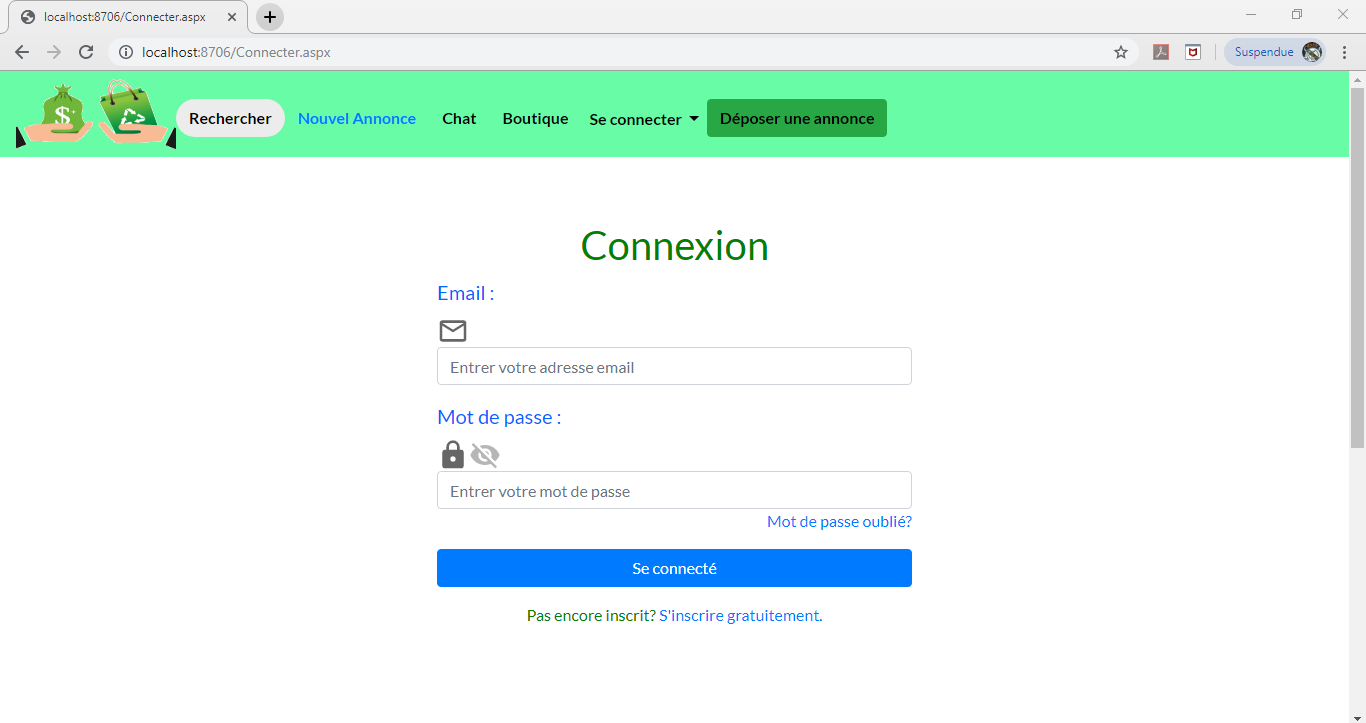 localhost:8706/Connecter.aspx
localhost:8706/Connecter.aspx
Suspendue
$
Rechercher Nouvel Annonce Chat Boutique Se connecter Déposer une annonce
Connexion
Email :
Entrer votre adresse email
Mot de passe :
Entrer votre mot de passe
Mot de passe oublié?
Se connecté
Pas encore inscrit? S'inscrire gratuitement.